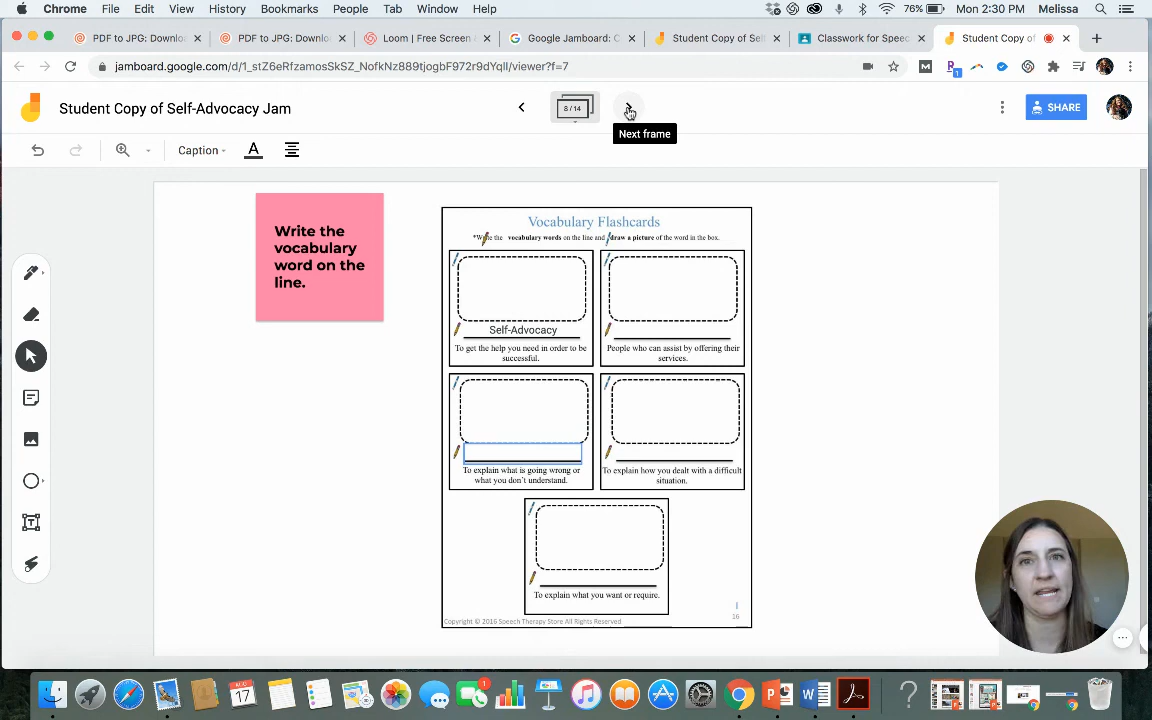 Chrome File Edit View History Bookmarks People Tab Window Help
76% Mon 2:30 PM Melissa
PDF to JPG: Downlo
PDF to JPG: Downlo
Loom | Free Screen
Google Jamboard: C
Student Copy of Sel
Classwork for Speec
Student Copy of
jamboard.google.com/d/1_stZ6eRfzamosSkSZ_NofkNz889tjogbF972r9dYqlI/viewer?f=7
1
Student Copy of Self-Advocacy Jam
8 / 14
SHARE
Next frame
Caption
A
Write the
vocabulary
word on the
line.
Vocabulary Flashcards
*Write the vocabulary words on the line and draw a picture of the word in the box.
Self-Advocacy
To get the help you need in order to be
successful.
People who can assist by offering their
services.
To explain what is going wrong or
what you don't understand.
To explain how you dealt with a difficult
situation.
To explain what you want or require.
16
Copyright © 2016 Speech Therapy Store All Rights Reserved
AUG
17
1